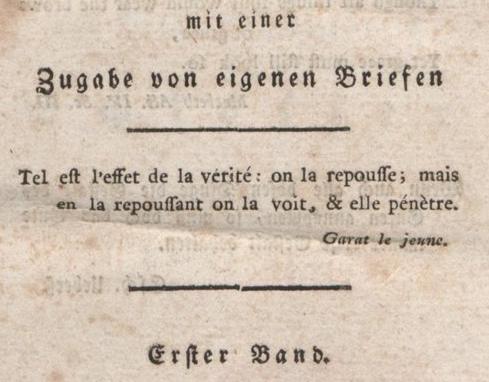 mit einer
Zugabe von eigenen Briefen
Tel eſt l'effet de la vérité: on la repouſſe; mais
en la repouſſant on la voit, & elle pénètre.
Garat le jeune.
Erſter Band.